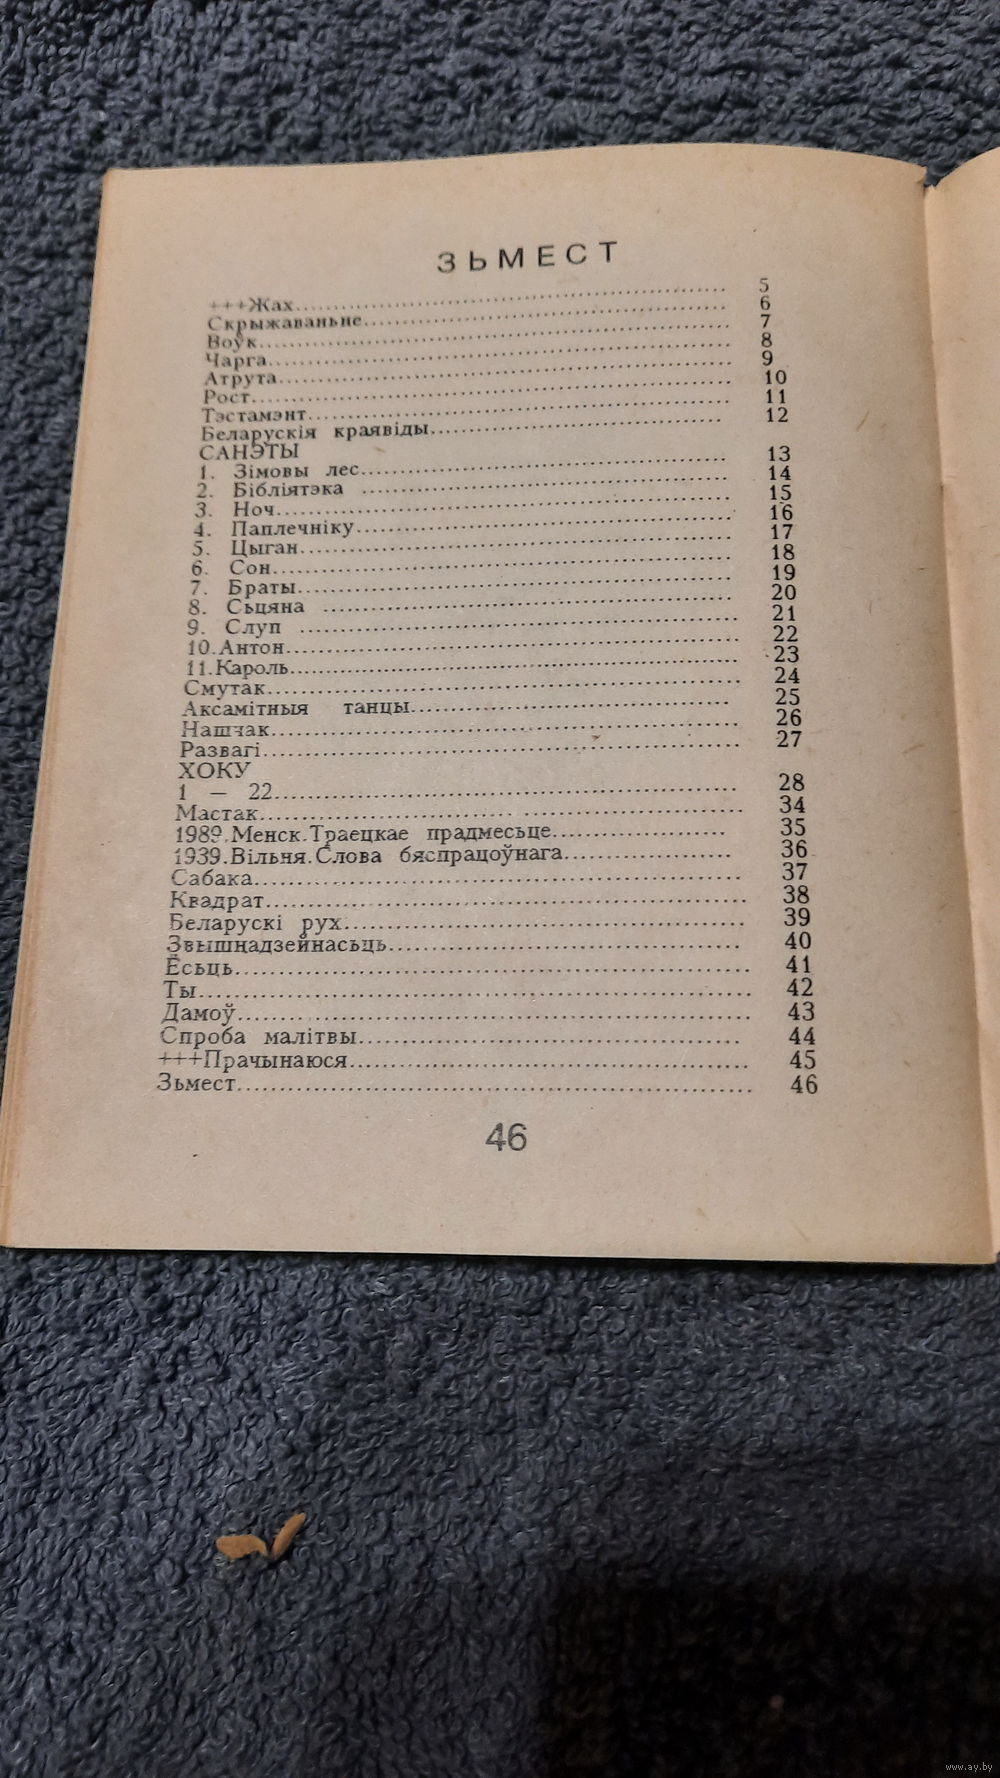 ЗЬМЕСТ
+++Жах 5
Скрыжаваньне 6
Воўк 7
Чарга 8
Атрута 9
Рост 10
Тэстамэнт 11
Беларускія краявіды 12
САНЭТЫ
1. Зімовы лес 13
2. Бібліятэка 14
3. Ноч 15
4. Паплечніку 16
5. Цыган 17
6. Сон 18
7. Браты 19
8. Сьцяна 20
9. Слуп 21
10.Антон 22
11.Кароль 23
Смутак 24
Аксамітныя танцы 25
Нашчак 26
Развагі 27
ХОКУ
1 — 22 28
Мастак 34
1989.Менск.Траецкае прадмесьце 35
1939.Вільня.Слова бяспрацоўнага 36
Сабака 37
Квадрат 38
Беларускі рух 39
Звышнадзейнасьць 40
Ёсьць 41
Ты 42
Дамоў 43
Спроба малітвы 44
+++Прачынаюся 45
Зьмест 46
46
www.ay.by